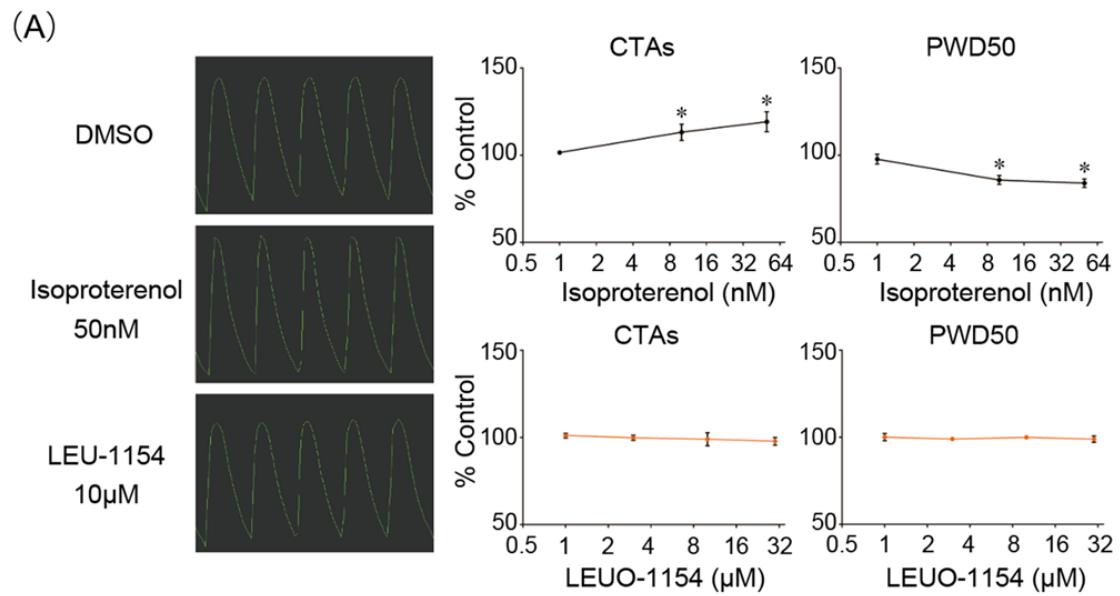 (A)
DMSO
Isoproterenol
50nM
LEU-1154
10µM
CTAs
% Control
150
100
50
* *
0.5 1 2 4 8 16 32 64
Isoproterenol (nM)
PWD50
150
100
50
* *
0.5 1 2 4 8 16 32 64
Isoproterenol (nM)
CTAs
% Control
150
100
50
0.5 1 2 4 8 16 32
LEUO-1154 (µM)
PWD50
150
100
50
0.5 1 2 4 8 16 32
LEUO-1154 (µM)